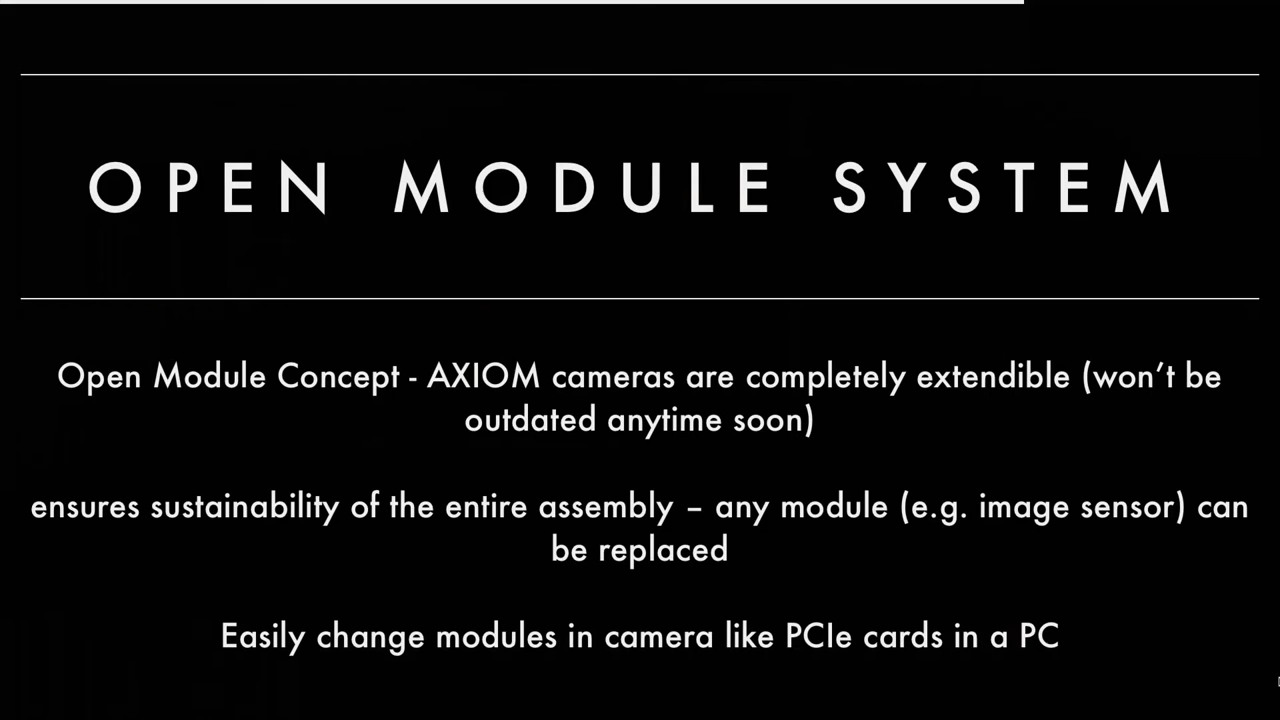 OPEN MODULE SYSTEM
Open Module Concept - AXIOM cameras are completely extendible (won’t be
outdated anytime soon)
ensures sustainability of the entire assembly – any module (e.g. image sensor) can
be replaced
Easily change modules in camera like PCIe cards in a PC